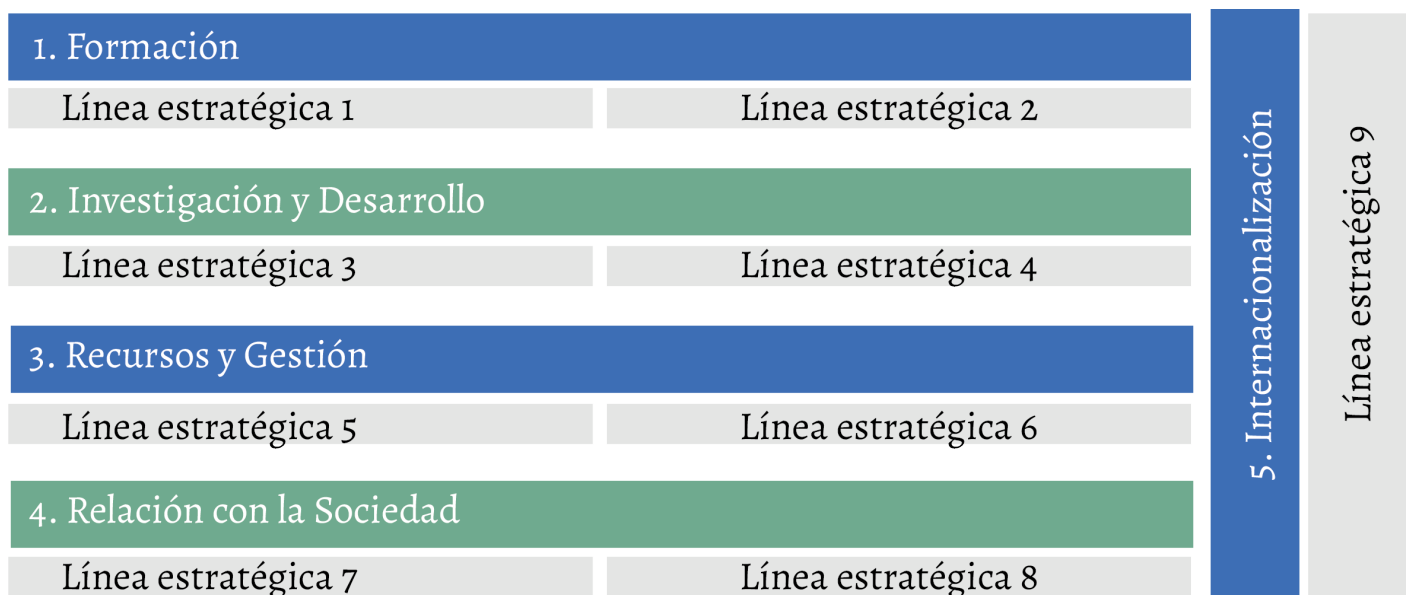 1. Formación
Línea estratégica 1
Línea estratégica 2
2. Investigación y Desarrollo
Línea estratégica 3
Línea estratégica 4
3. Recursos y Gestión
Línea estratégica 5
Línea estratégica 6
4. Relación con la Sociedad
Línea estratégica 7
Línea estratégica 8
5. Internacionalización
Línea estratégica 9